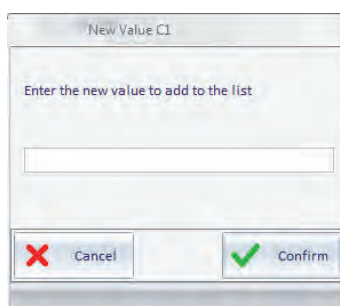 New Value C1
Enter the new value to add to the list
Cancel
Confirm